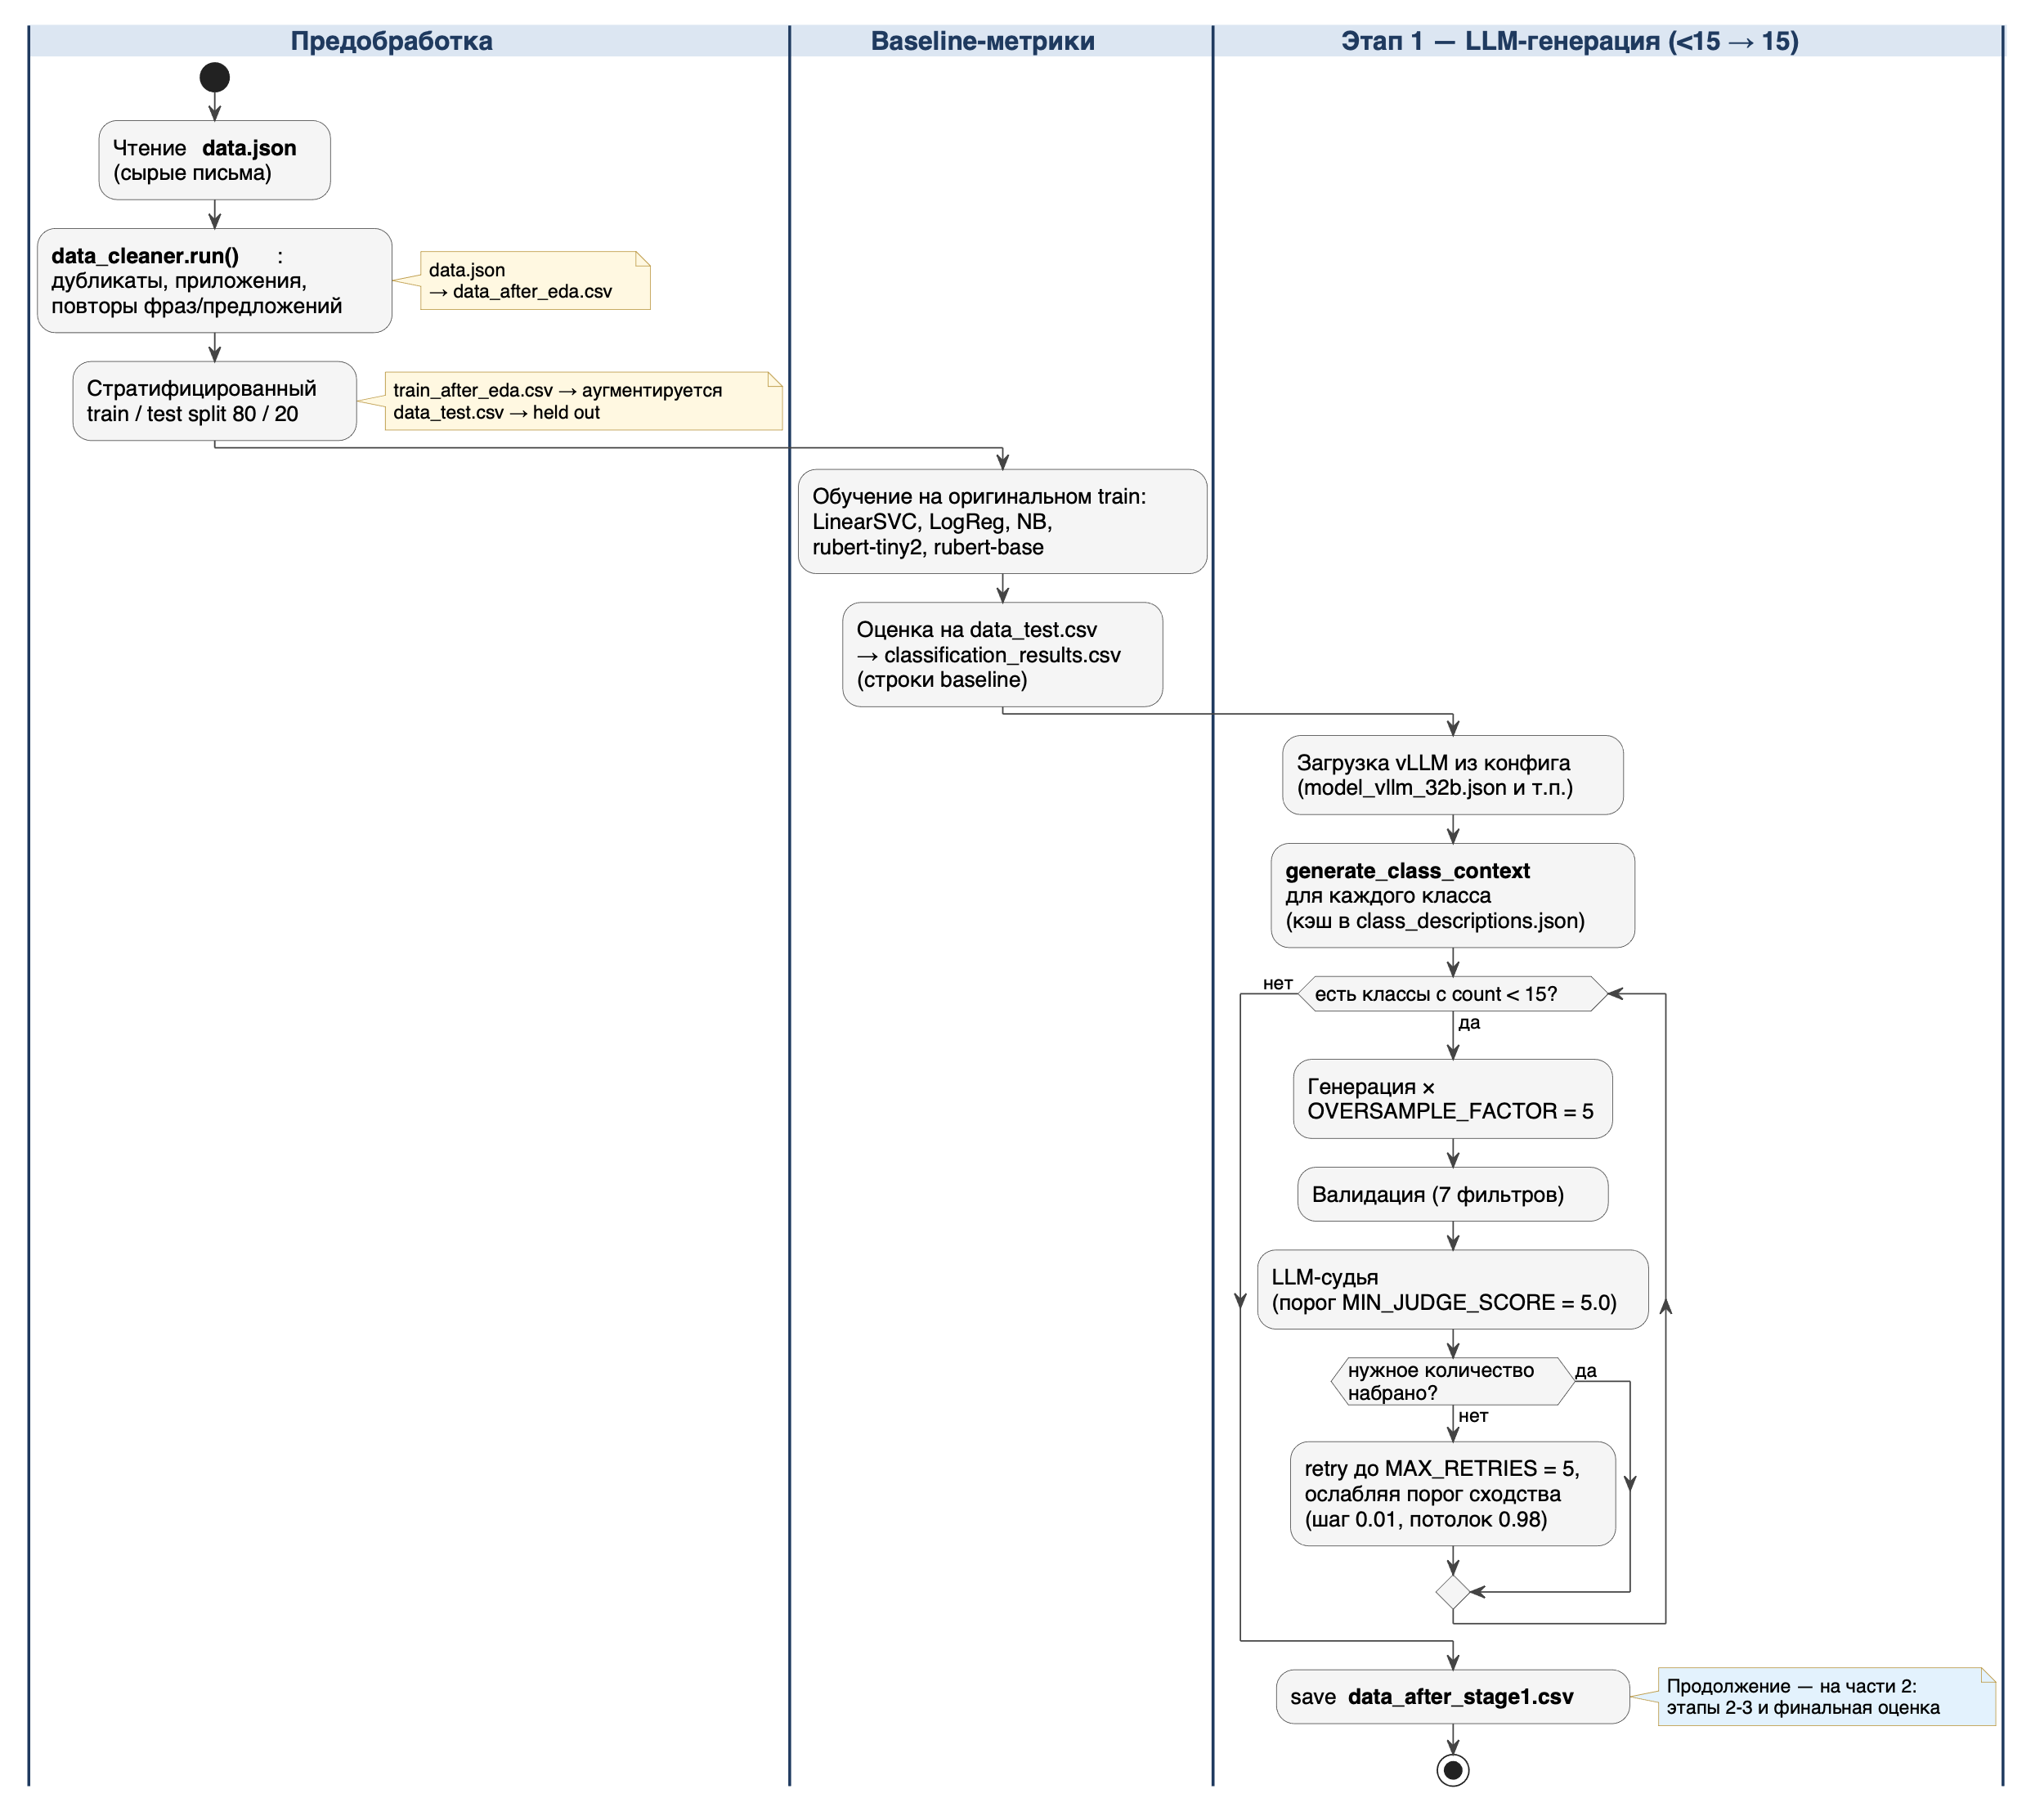 Предобработка
Baseline-метрики
Этап 1 — LLM-генерация (<15 → 15)
Чтение data.json
(сырые письма)
data_cleaner.run() :
дубликаты, приложения,
повторы фраз/предложений
data.json
→ data_after_eda.csv
Стратифицированный
train / test split 80 / 20
train_after_eda.csv → аугментируется
data_test.csv → held out
Обучение на оригинальном train:
LinearSVC, LogReg, NB,
rubert-tiny2, rubert-base
Оценка на data_test.csv
→ classification_results.csv
(строки baseline)
Загрузка vLLM из конфига
(model_vllm_32b.json и т.п.)
generate_class_context
для каждого класса
(кэш в class_descriptions.json)
нет
есть классы с count < 15?
да
Генерация ×
OVERSAMPLE_FACTOR = 5
Валидация (7 фильтров)
LLM-судья
(порог MIN_JUDGE_SCORE = 5.0)
нужное количество
набрано?
да
нет
retry до MAX_RETRIES = 5,
ослабляя порог сходства
(шаг 0.01, потолок 0.98)
save data_after_stage1.csv
Продолжение — на части 2:
этапы 2-3 и финальная оценка